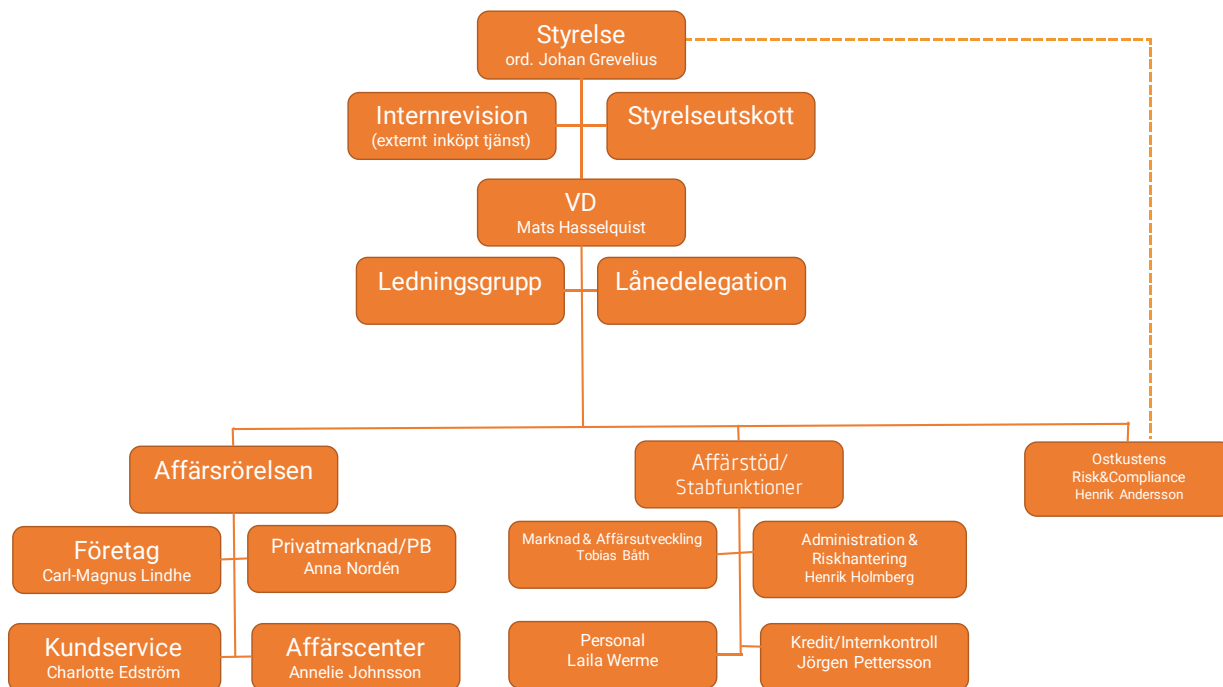 Styrelse
ord. Johan Grevelius
Internrevision
(externt inköpt tjänst)
Styrelseutskott
VD
Mats Hasselquist
Ledningsgrupp
Lånedelegation
Affärsrörelsen
Affärstöd/
Stabfunktioner
Ostkustens
Risk&Compliance
Henrik Andersson
Företag
Carl-Magnus Lindhe
Privatmarknad/PB
Anna Nordén
Marknad & Affärsutveckling
Tobias Båth
Administration &
Riskhantering
Henrik Holmberg
Kundservice
Charlotte Edström
Affärscenter
Annelie Johnsson
Personal
Laila Werme
Kredit/Internkontroll
Jörgen Pettersson